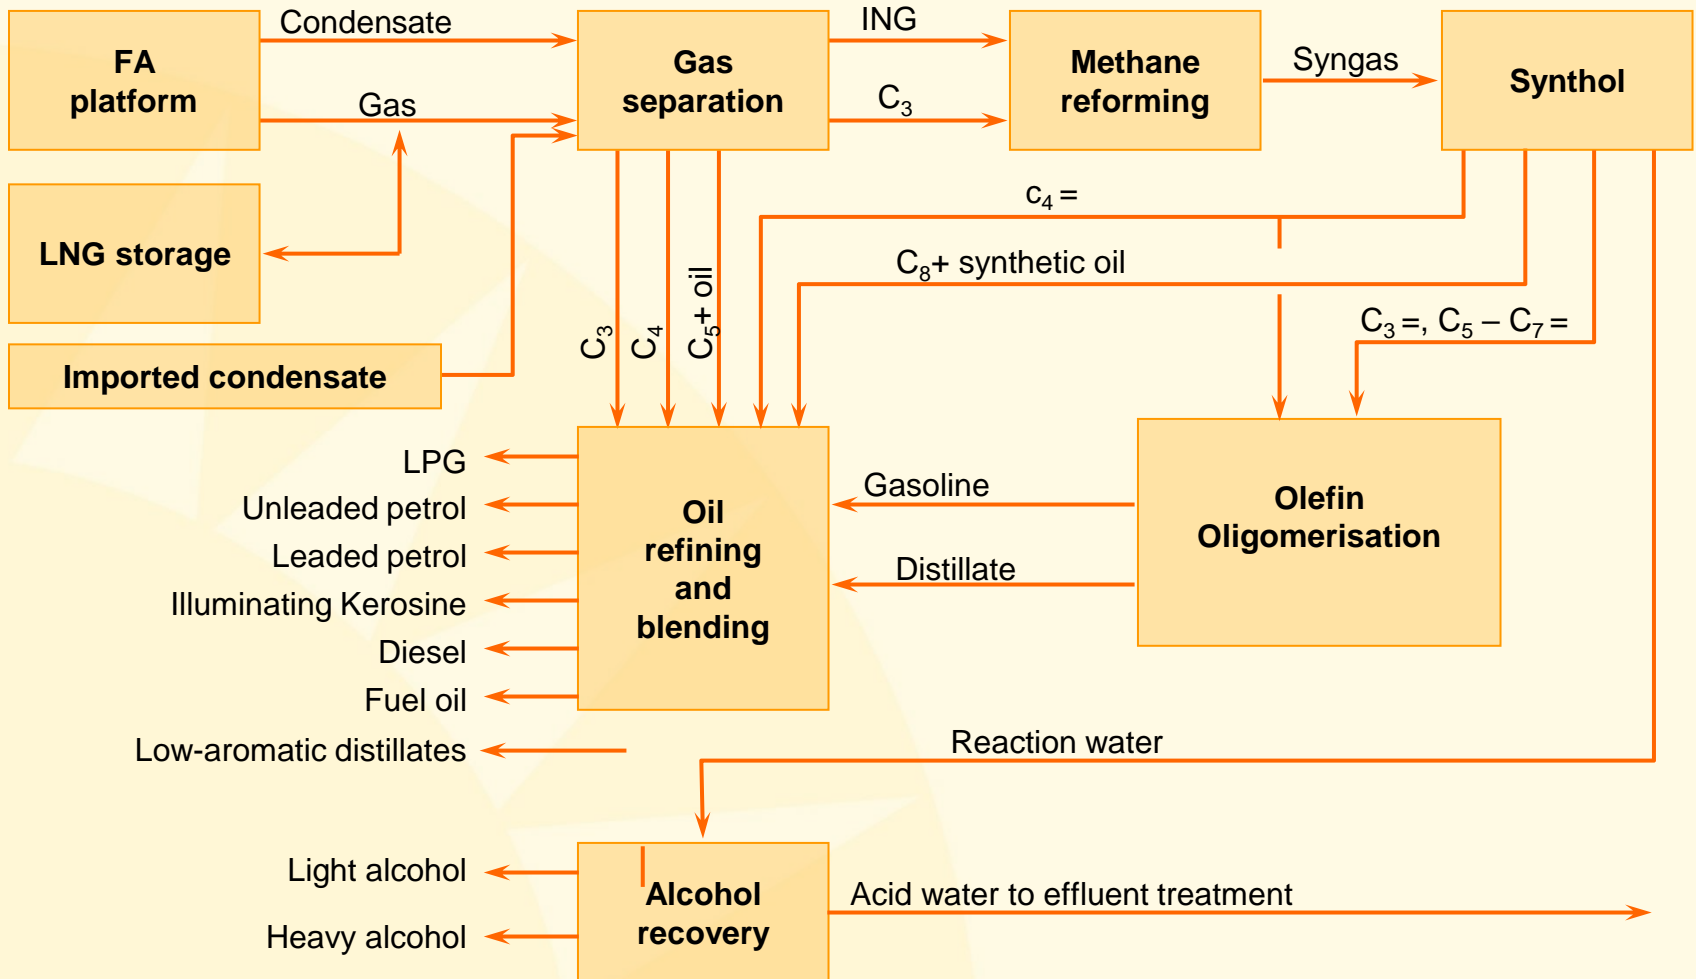 FA
platform
Condensate
Gas
Gas
separation
ING
C₃
Methane
reforming
Syngas
Synthol
LNG storage
Imported condensate
C₃
C₄
C₅+ oil
c₄ =
C₈+ synthetic oil
C₃ =, C₅ – C₇ =
LPG
Unleaded petrol
Leaded petrol
Illuminating Kerosine
Diesel
Fuel oil
Low-aromatic distillates
Oil
refining
and
blending
Gasoline
Distillate
Olefin
Oligomerisation
Reaction water
Light alcohol
Heavy alcohol
Alcohol
recovery
Acid water to effluent treatment